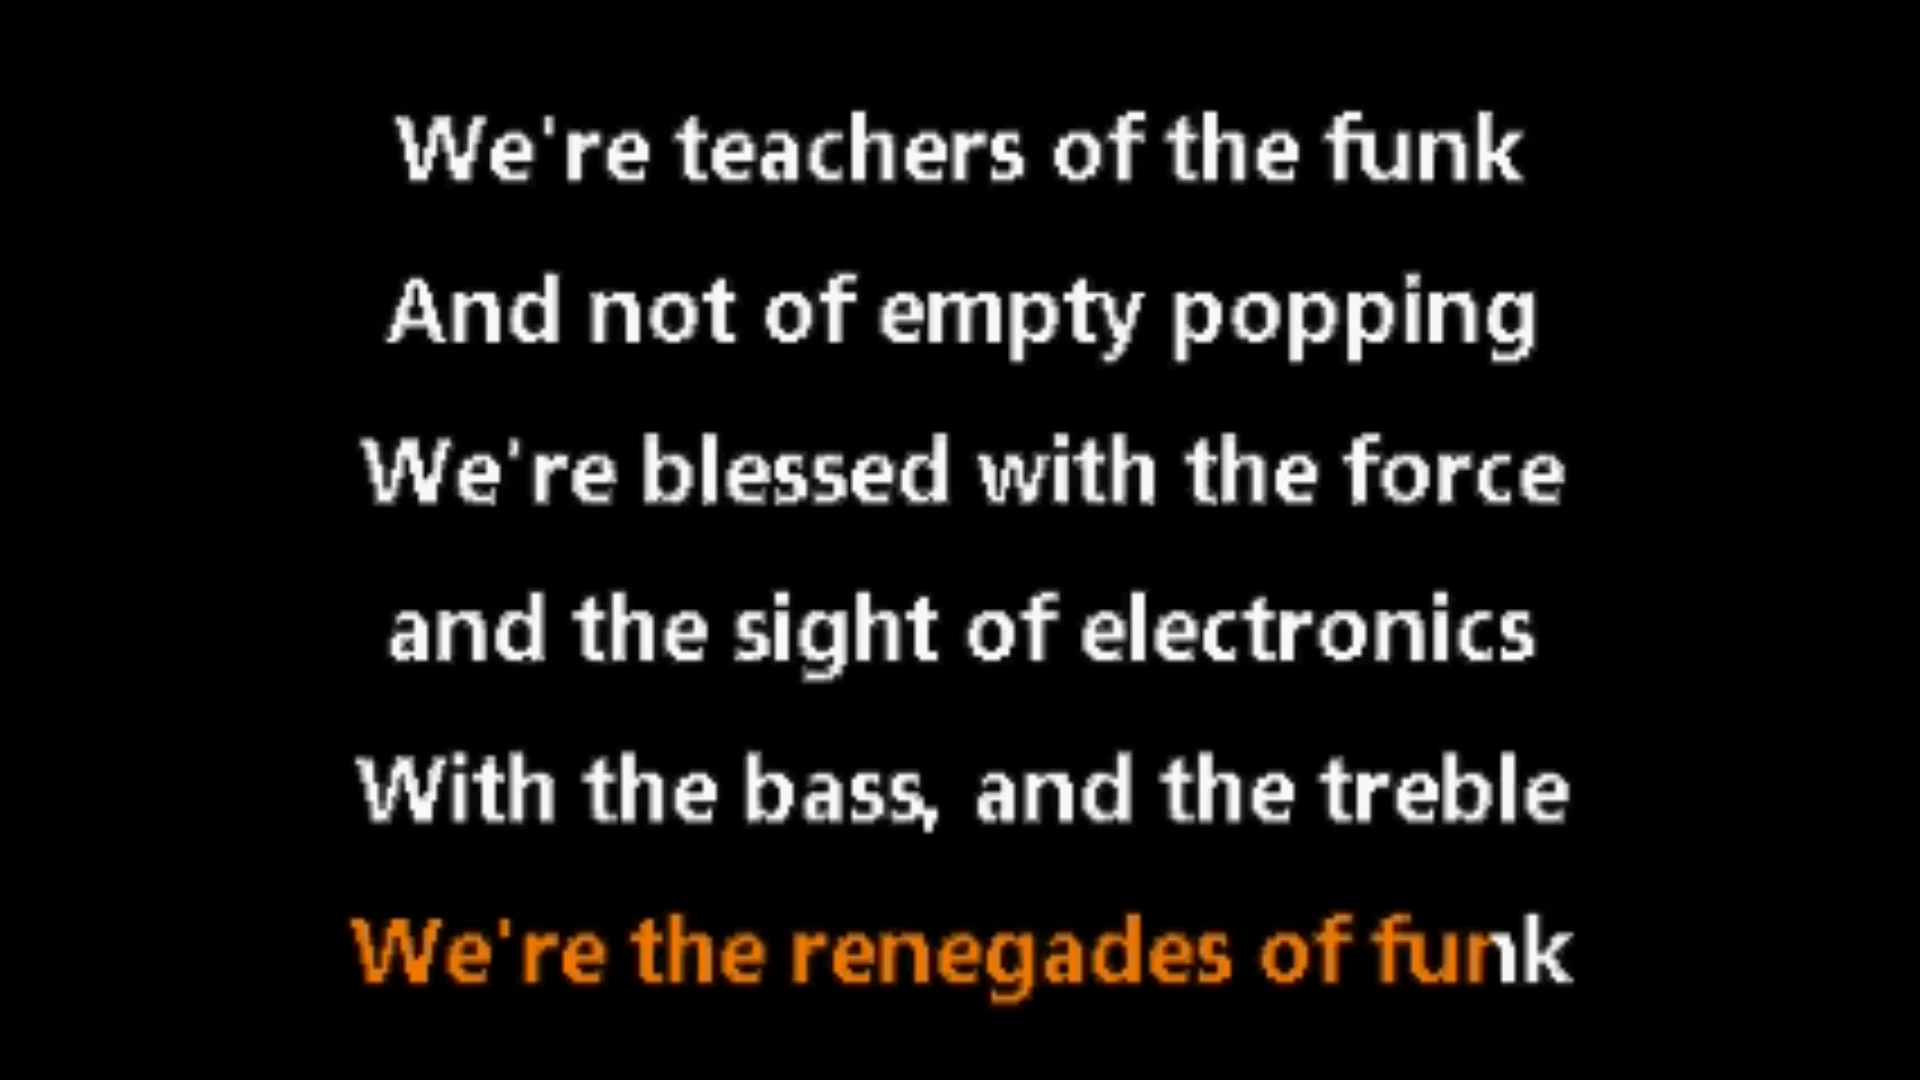 We're teachers of the funk
And not of empty popping
We're blessed with the force
and the sight of electronics
With the bass, and the treble
We're the renegades of funk